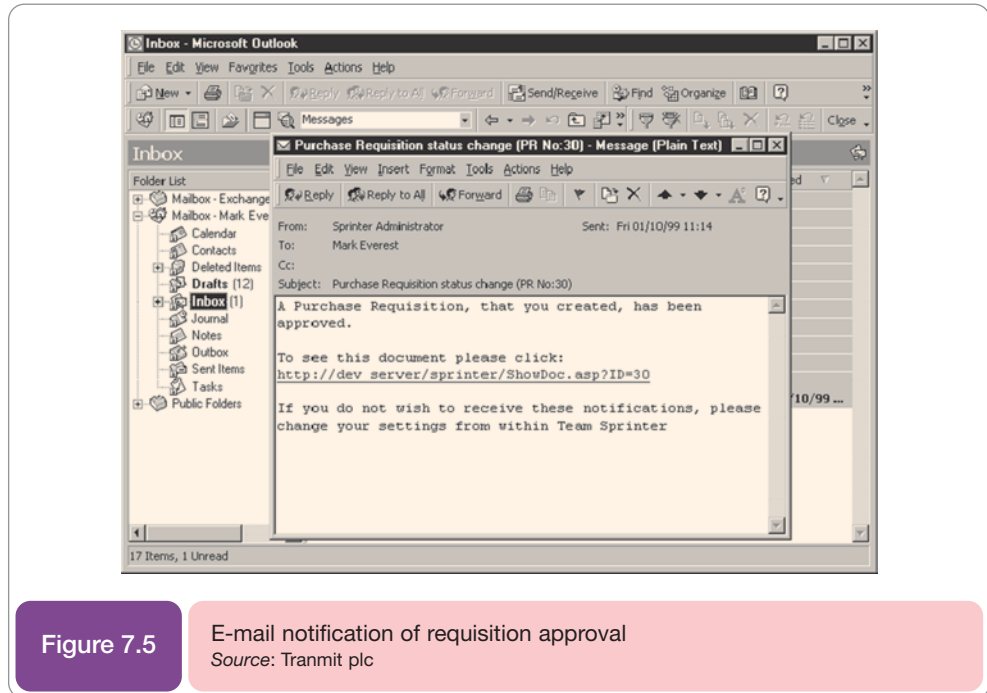 Inbox - Microsoft Outlook
File Edit View Favorites Tools Actions Help
New Reply Reply to All Forward Send/Receive Find Organize
Messages Close
Inbox
Folder List
Mailbox - Exchange
Mailbox - Mark Eve
Calendar
Contacts
Deleted Items
Drafts (12)
Inbox (1)
Journal
Notes
Outbox
Sent Items
Tasks
Public Folders
Purchase Requisition status change (PR No:30) - Message (Plain Text)
File Edit View Insert Format Tools Actions Help
Reply Reply to All Forward
From: Sprinter Administrator Sent: Fri 01/10/99 11:14
To: Mark Everest
Cc:
Subject: Purchase Requisition status change (PR No:30)
A Purchase Requisition, that you created, has been
approved.
To see this document please click:
http://dev server/sprinter/ShowDoc.asp?ID=30
If you do not wish to receive these notifications, please
change your settings from within Team Sprinter
/10/99 ...
17 Items, 1 Unread
Figure 7.5
E-mail notification of requisition approval
Source: Tranmit plc